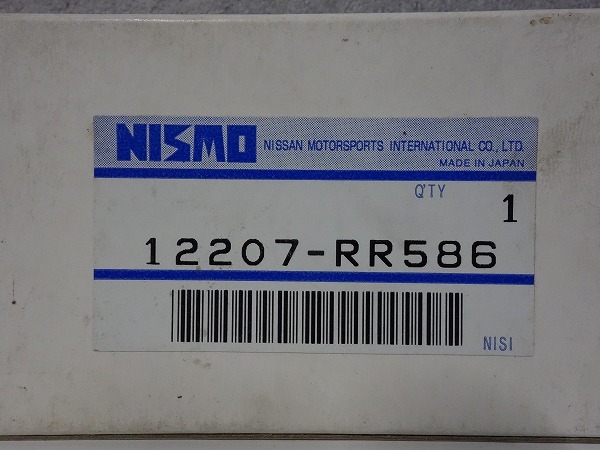 NISMO NISSAN MOTORSPORTS INTERNATIONAL CO., LTD.
MADE IN JAPAN
Q'TY 1
12207-RR586
NISI